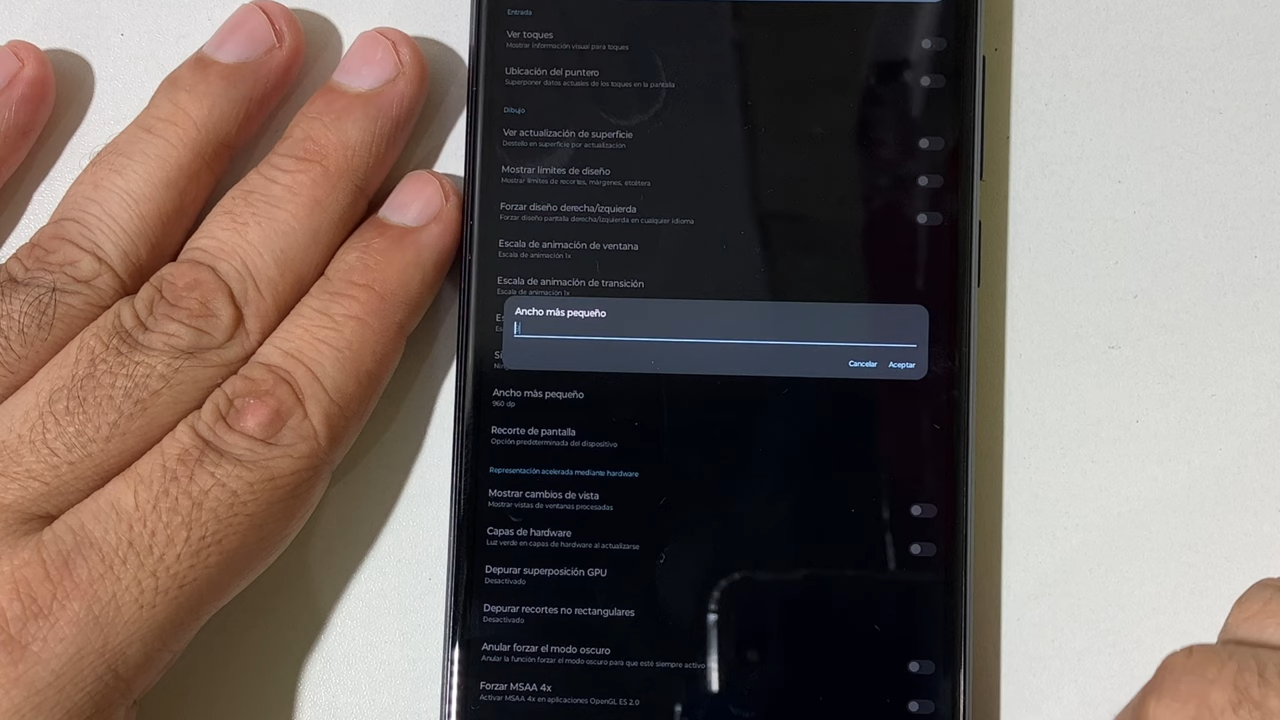 Entrada
Ver toques
Mostrar información visual para toques
Ubicación del puntero
Superponer datos actuales de los toques en la pantalla
Dibujo
Ver actualización de superficie
Destello en superficie por actualización
Mostrar límites de diseño
Mostrar límites de recortes, márgenes, etcétera
Forzar diseño derecha/izquierda
Forzar diseño pantalla derecha/izquierda en cualquier idioma
Escala de animación de ventana
Escala de animación 1x
Escala de animación de transición
Escala de animación 1x
Ancho más pequeño
Cancelar Aceptar
Ancho más pequeño
960 dp
Recorte de pantalla
Opción predeterminada del dispositivo
Representación acelerada mediante hardware
Mostrar cambios de vista
Mostrar vistas de ventanas procesadas
Capas de hardware
Luz verde en capas de hardware al actualizarse
Depurar superposición GPU
Desactivado
Depurar recortes no rectangulares
Desactivado
Anular forzar el modo oscuro
Anular la función forzar el modo oscuro para que esté siempre activo
Forzar MSAA 4x
Activar MSAA 4x en aplicaciones OpenGL ES 2.0